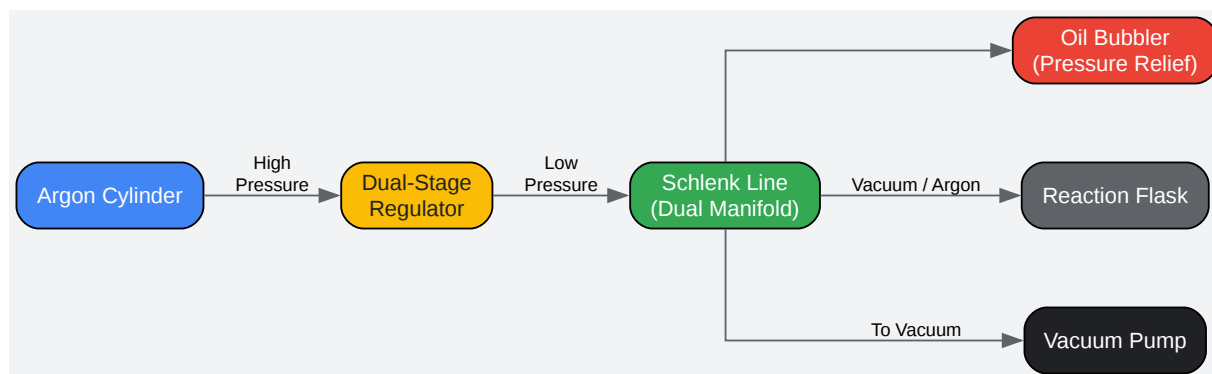 Oil Bubbler
(Pressure Relief)
Argon Cylinder
High
Pressure
Dual-Stage
Regulator
Low
Pressure
Schlenk Line
(Dual Manifold)
Vacuum / Argon
Reaction Flask
To Vacuum
Vacuum Pump